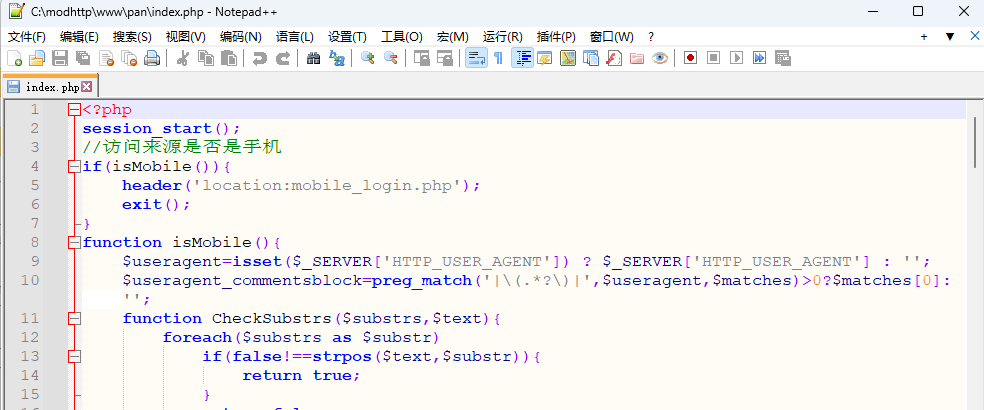 C:\modhttp\www\pan\index.php - Notepad++
文件(F) 编辑(E) 搜索(S) 视图(V) 编码(N) 语言(L) 设置(T) 工具(O) 宏(M) 运行(R) 插件(P) 窗口(W) ?
index.php
1 <?php
2 session_start();
3 //访问来源是否是手机
4 if(isMobile()){
5 header('location:mobile_login.php');
6 exit();
7 }
8 function isMobile(){
9 $useragent=isset($_SERVER['HTTP_USER_AGENT']) ? $_SERVER['HTTP_USER_AGENT'] : '';
10 $useragent_commentsblock=preg_match('|\(.*?\)|',$useragent,$matches)>0?$matches[0]:
'';
11 function CheckSubstrs($substrs,$text){
12 foreach($substrs as $substr)
13 if(false!==strpos($text,$substr)){
14 return true;
15 }